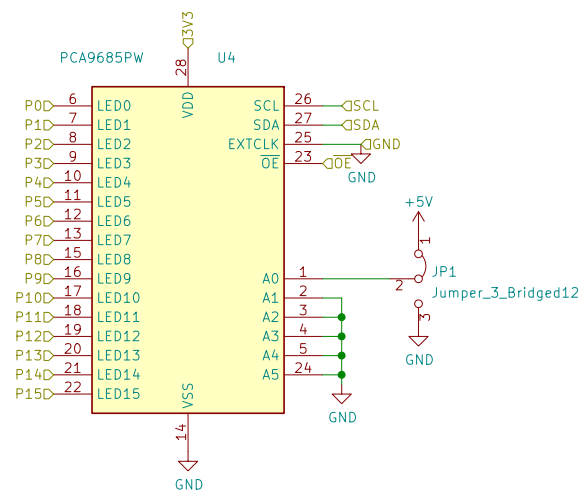 3V3
PCA9685PW U4
28
VDD
P0 6 LED0 SCL 26 SCL
P1 7 LED1 SDA 27 SDA
P2 8 LED2 EXTCLK 25 GND
P3 9 LED3 OE 23 OE
GND
P4 10 LED4
P5 11 LED5
+5V
P6 12 LED6
P7 13 LED7
1
P8 15 LED8
JP1
P9 16 LED9 A0 1 2
Jumper_3_Bridged12
P10 17 LED10 A1 2
P11 18 LED11 A2 3 3
P12 19 LED12 A3 4
P13 20 LED13 A4 5
GND
P14 21 LED14 A5 24
P15 22 LED15
VSS
GND
14
GND